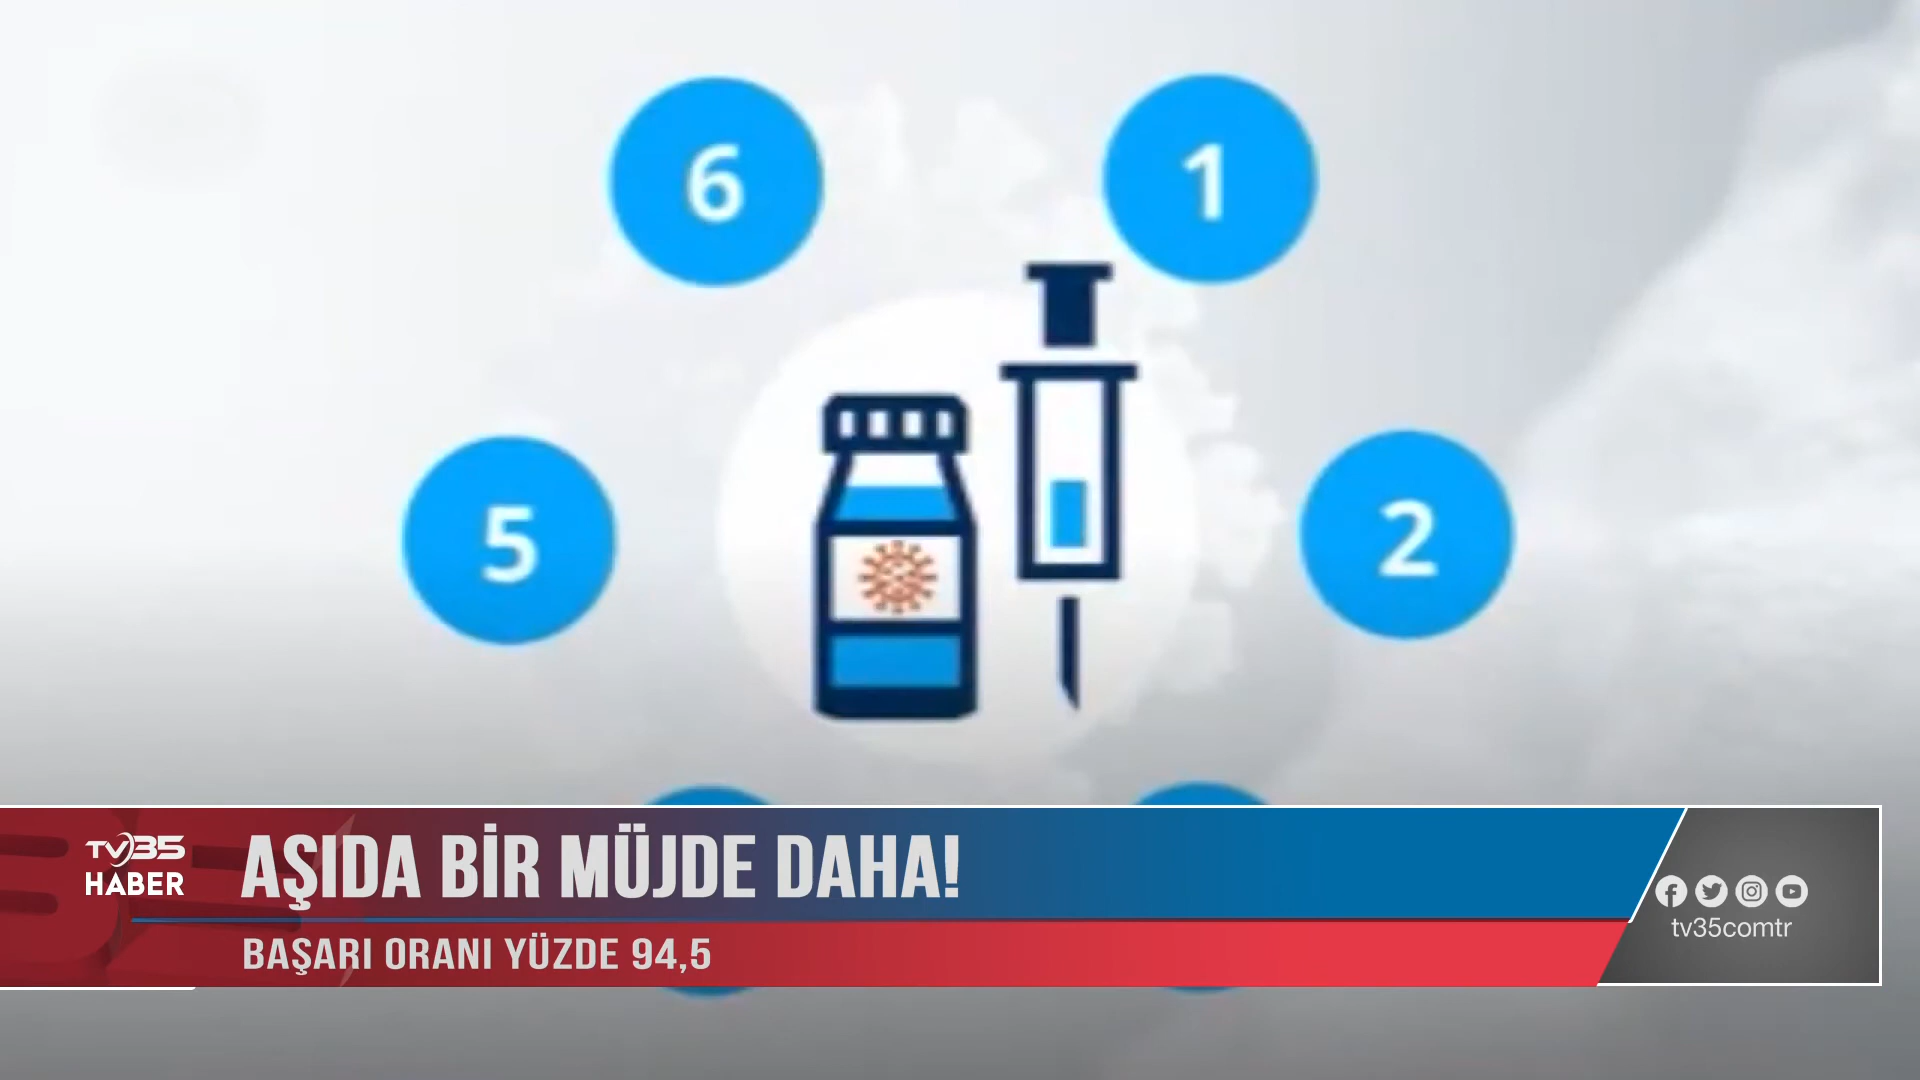 6
1
5
2
TV35
HABER
AŞIDA BİR MÜJDE DAHA!
BAŞARI ORANI YÜZDE 94,5
tv35comtr